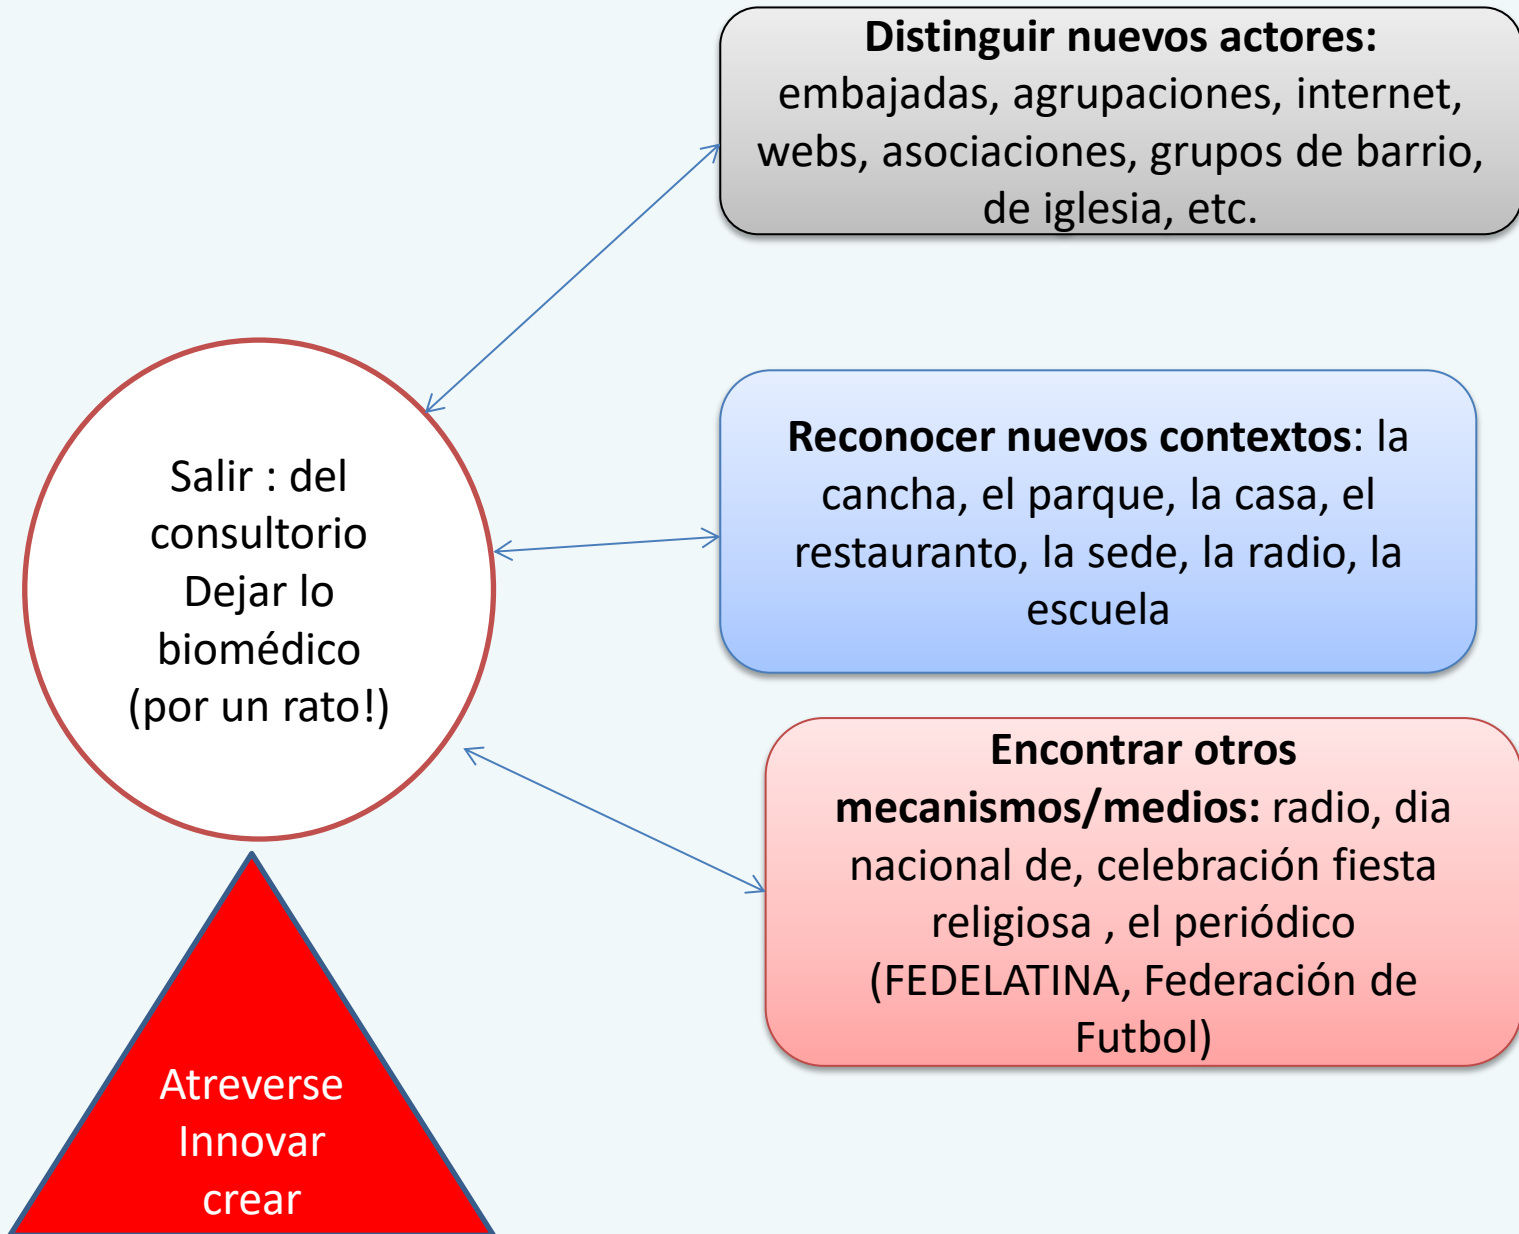 Distinguir nuevos actores:
embajadas, agrupaciones, internet,
webs, asociaciones, grupos de barrio,
de iglesia, etc.
Salir : del
consultorio
Dejar lo
biomédico
(por un rato!)
Reconocer nuevos contextos: la
cancha, el parque, la casa, el
restauranto, la sede, la radio, la
escuela
Encontrar otros
mecanismos/medios: radio, dia
nacional de, celebración fiesta
religiosa , el periódico
(FEDELATINA, Federación de
Futbol)
Atreverse
Innovar
crear